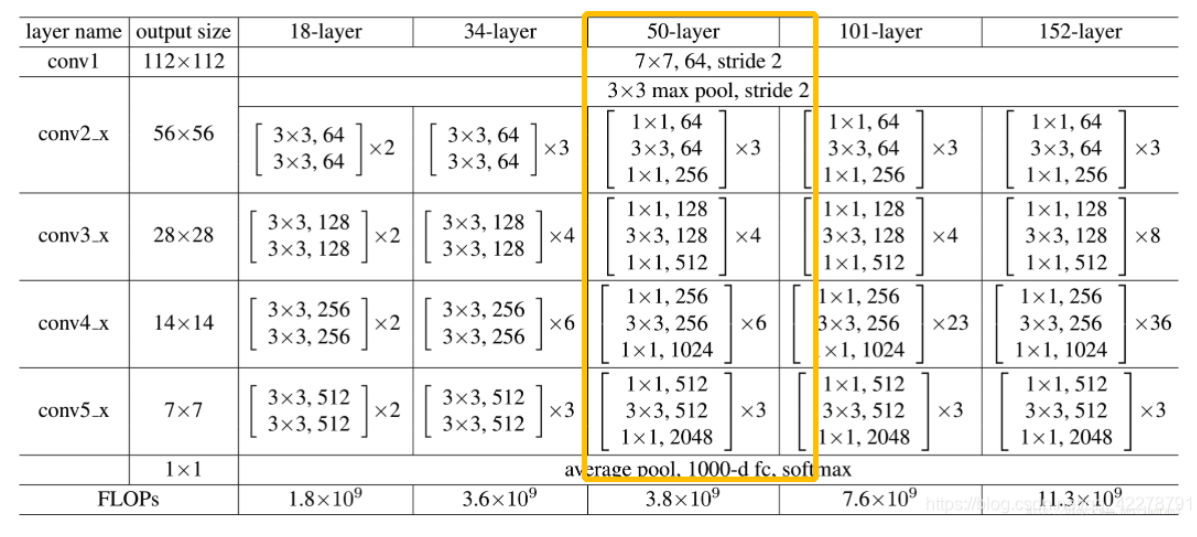 layer name output size 18-layer 34-layer 50-layer 101-layer 152-layer
conv1 112×112 7×7, 64, stride 2
3×3 max pool, stride 2
conv2_x 56×56 [3×3, 64 3×3, 64]×2 [3×3, 64 3×3, 64]×3 [1×1, 64 3×3, 64 1×1, 256]×3 [1×1, 64 3×3, 64 1×1, 256]×3 [1×1, 64 3×3, 64 1×1, 256]×3
conv3_x 28×28 [3×3, 128 3×3, 128]×2 [3×3, 128 3×3, 128]×4 [1×1, 128 3×3, 128 1×1, 512]×4 [1×1, 128 3×3, 128 1×1, 512]×4 [1×1, 128 3×3, 128 1×1, 512]×8
conv4_x 14×14 [3×3, 256 3×3, 256]×2 [3×3, 256 3×3, 256]×6 [1×1, 256 3×3, 256 1×1, 1024]×6 [1×1, 256 3×3, 256 1×1, 1024]×23 [1×1, 256 3×3, 256 1×1, 1024]×36
conv5_x 7×7 [3×3, 512 3×3, 512]×2 [3×3, 512 3×3, 512]×3 [1×1, 512 3×3, 512 1×1, 2048]×3 [1×1, 512 3×3, 512 1×1, 2048]×3 [1×1, 512 3×3, 512 1×1, 2048]×3
1×1 average pool, 1000-d fc, softmax
FLOPs 1.8×10⁹ 3.6×10⁹ 3.8×10⁹ 7.6×10⁹ 11.3×10⁹